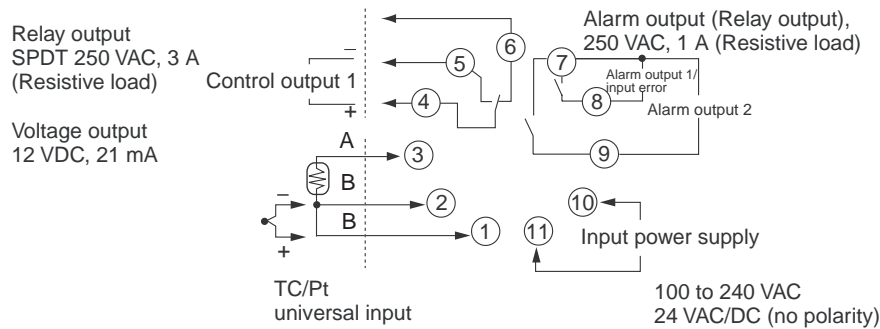 Relay output
SPDT 250 VAC, 3 A
(Resistive load)
Control output 1
−
+
Voltage output
12 VDC, 21 mA
6
5
4
Alarm output (Relay output),
250 VAC, 1 A (Resistive load)
7
Alarm output 1/
input error
8
Alarm output 2
9
A
3
B
−
2
B
1
+
10
11
Input power supply
TC/Pt
universal input
100 to 240 VAC
24 VAC/DC (no polarity)